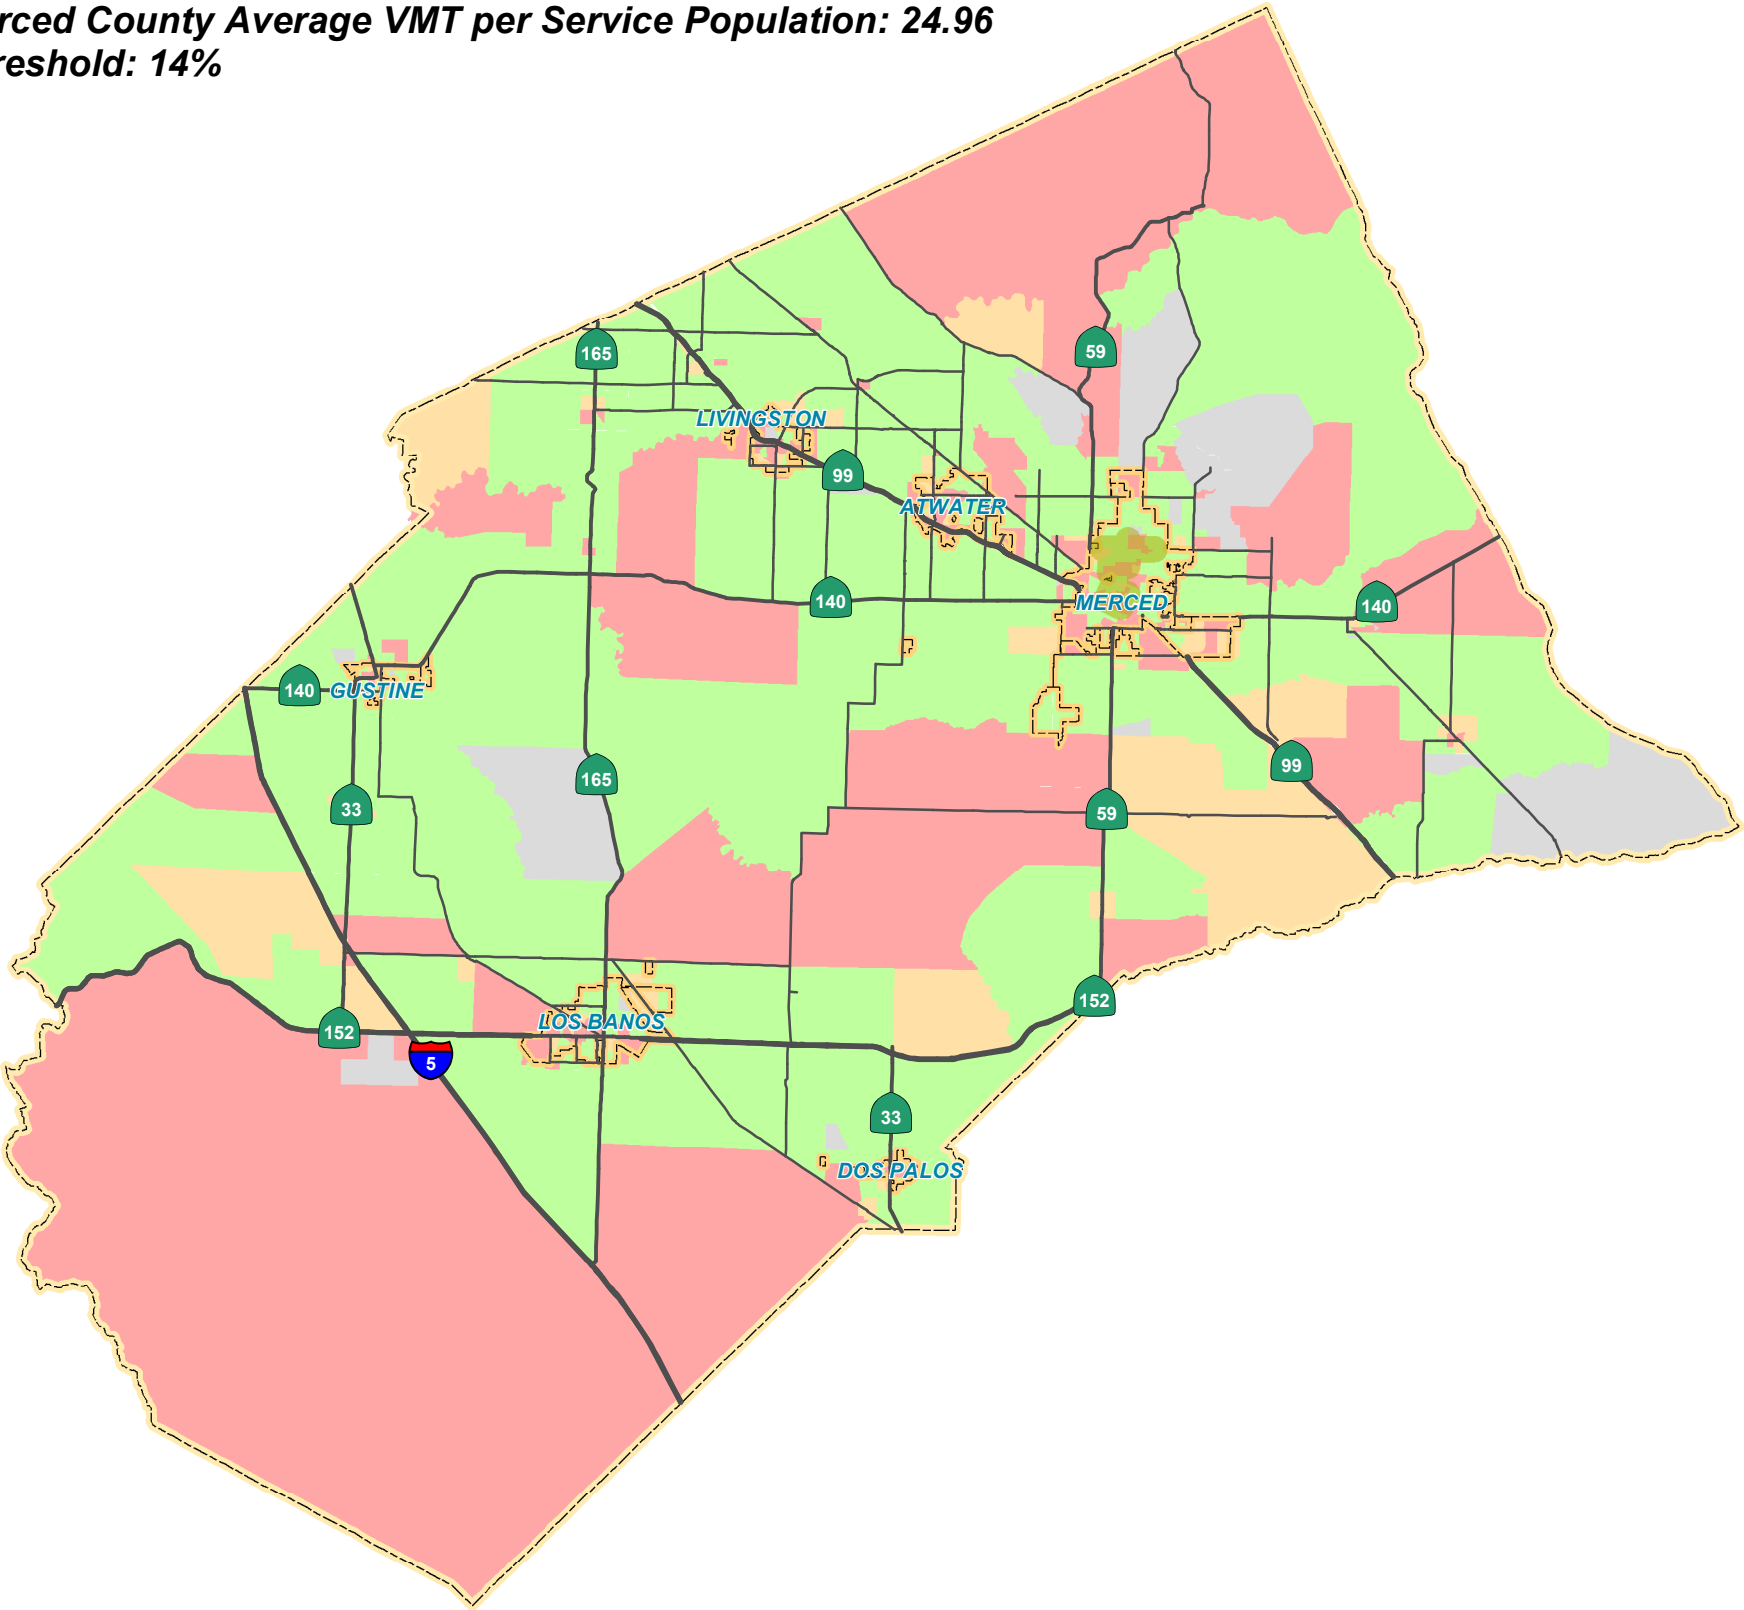 rced County Average VMT per Service Population: 24.96
reshold: 14%
165
59
LIVINGSTON
99
ATWATER
140
MERCED
140
140
GUSTINE
165
99
33
59
152
LOS BANOS
152
5
33
DOS PALOS